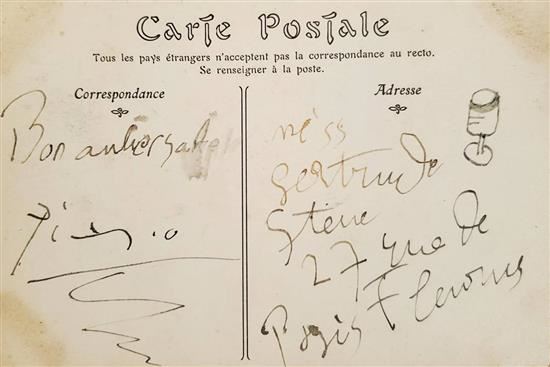 Carte Postale
Tous les pays étrangers n'acceptent pas la correspondance au recto.
Se renseigner à la poste.
Correspondance
Bon aniversaire
Picasso
Adresse
miss
gertrude
Stein
27 rue de
Fleurus
Paris